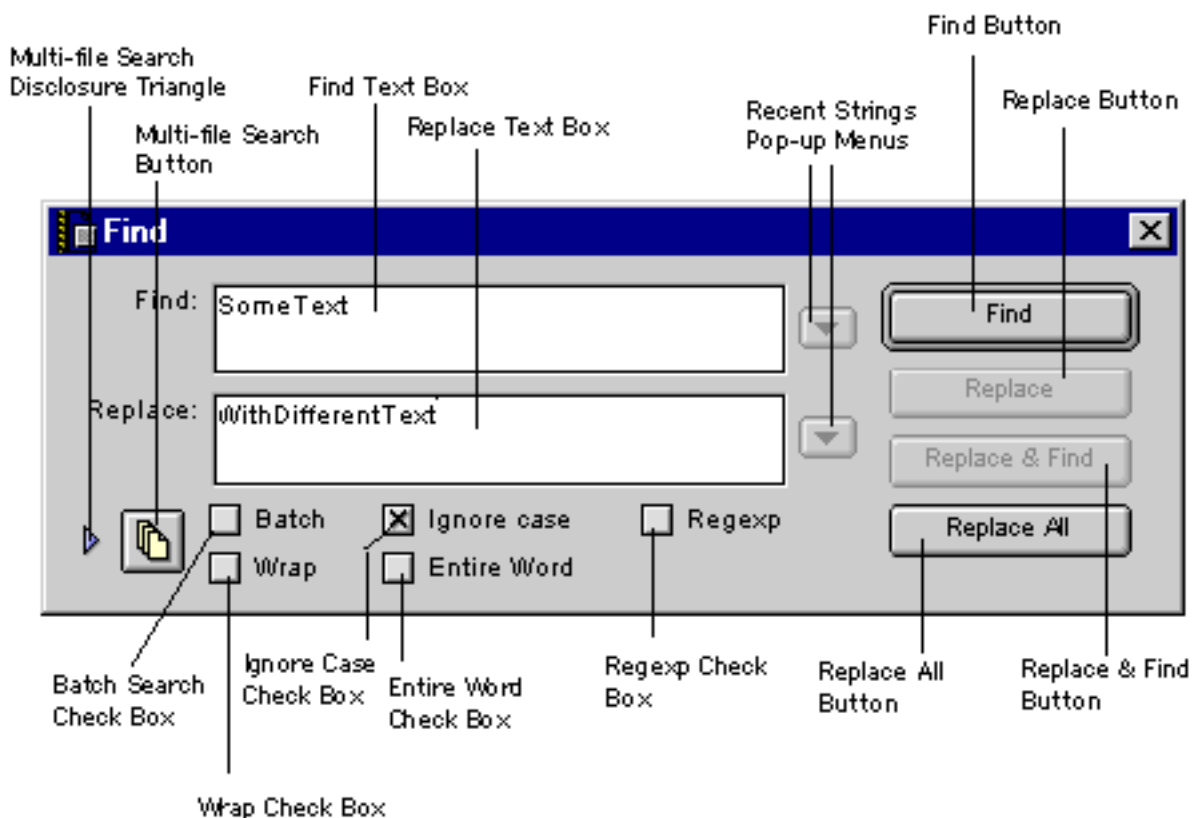 Find Button
Multi-file Search
Disclosure Triangle
Find Text Box
Replace Button
Recent Strings
Pop-up Menus
Replace Text Box
Multi-file Search
Button
Find
Find:
SomeText
Find
Replace
Replace:
WithDifferentText
Replace & Find
Batch
Ignore case
Regexp
Replace All
Wrap
Entire Word
Batch Search
Check Box
Ignore Case
Check Box
Entire Word
Check Box
Regexp Check
Box
Replace All
Button
Replace & Find
Button
Wrap Check Box